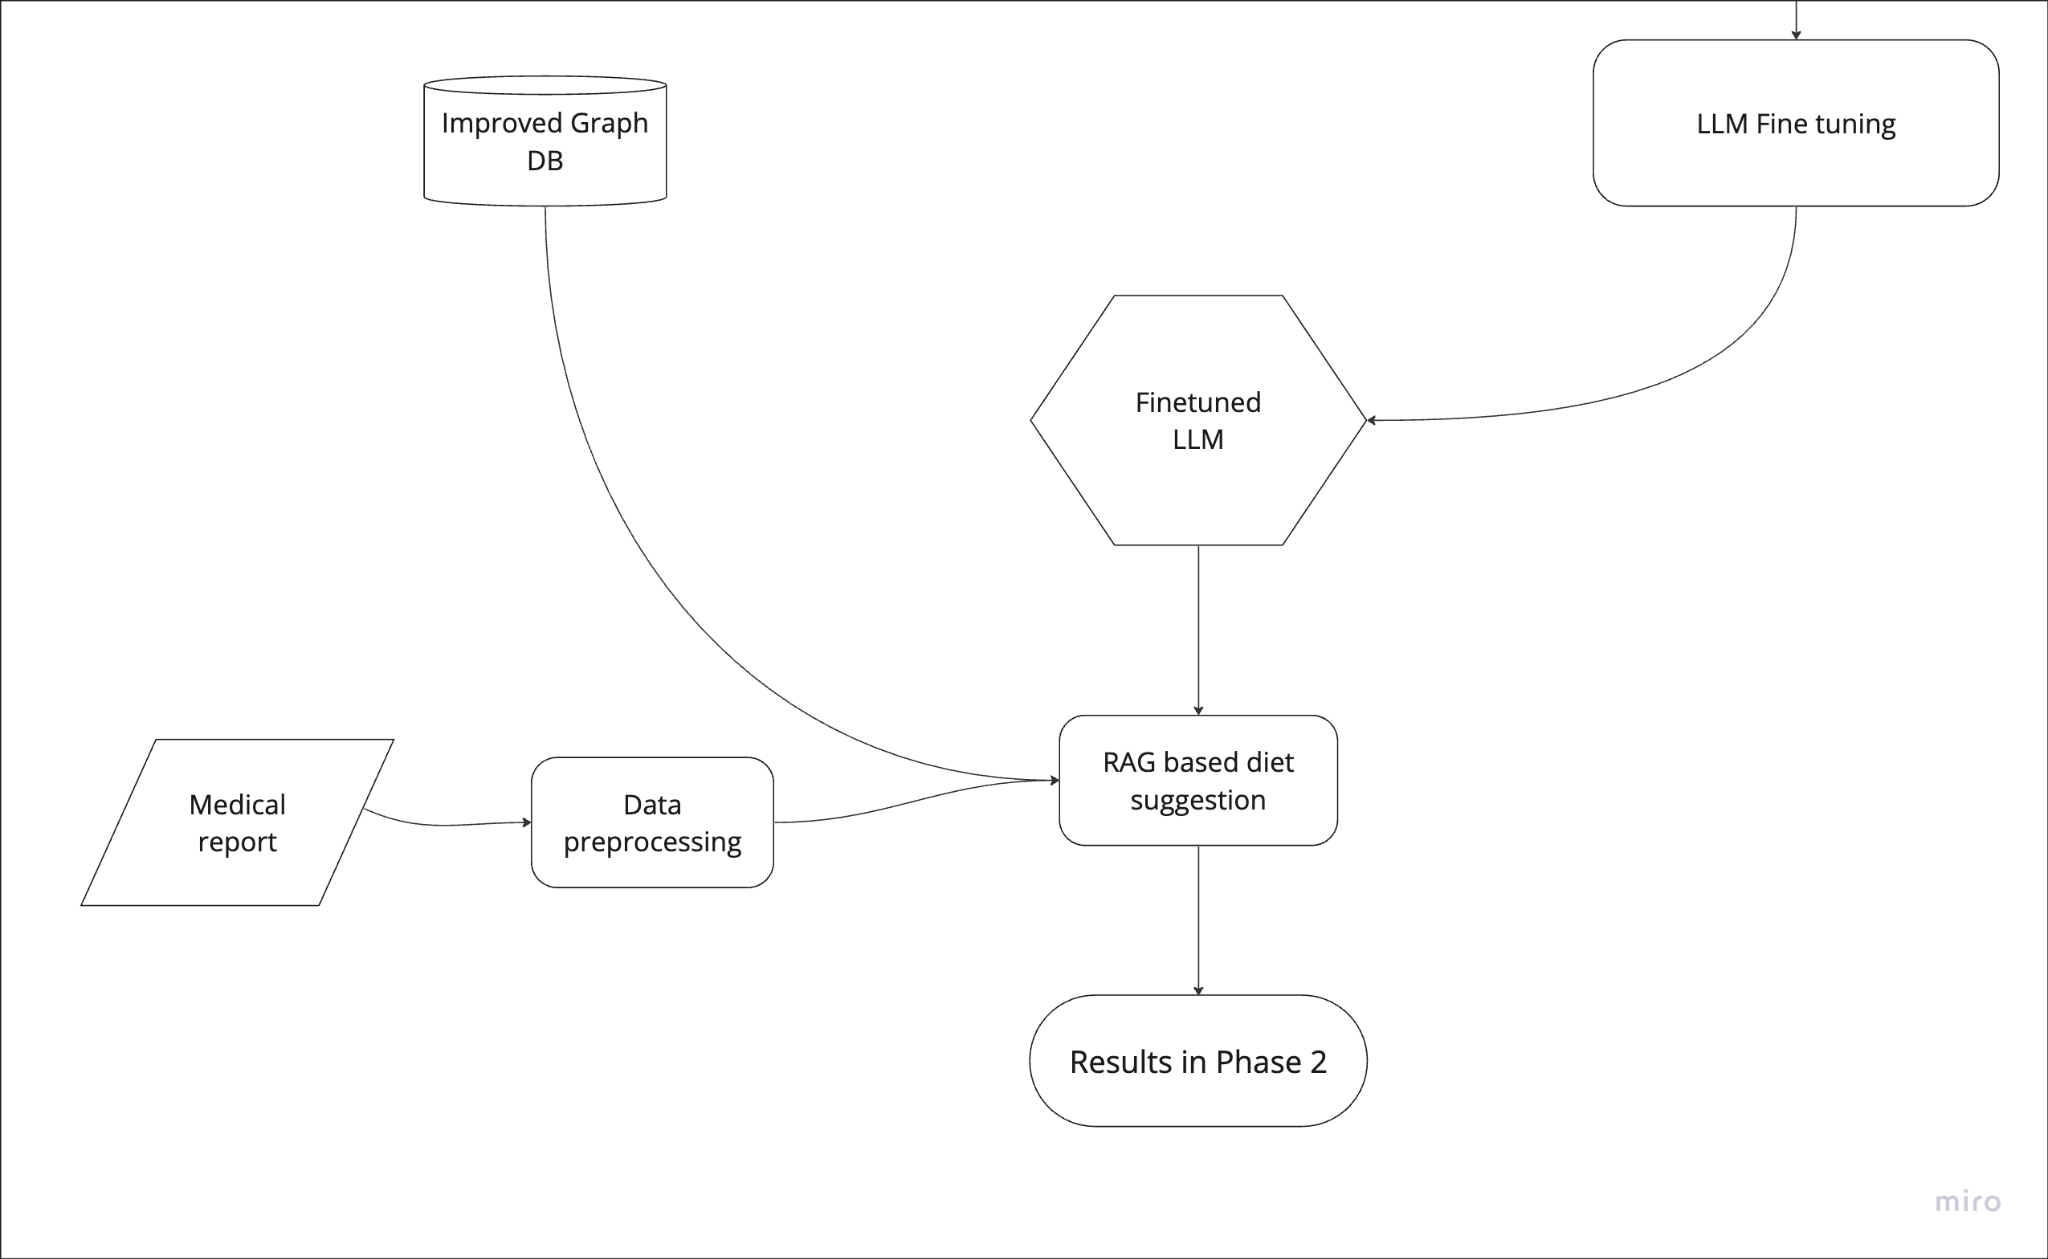 Improved Graph
DB
LLM Fine tuning
Finetuned
LLM
Medical
report
Data
preprocessing
RAG based diet
suggestion
Results in Phase 2
miro